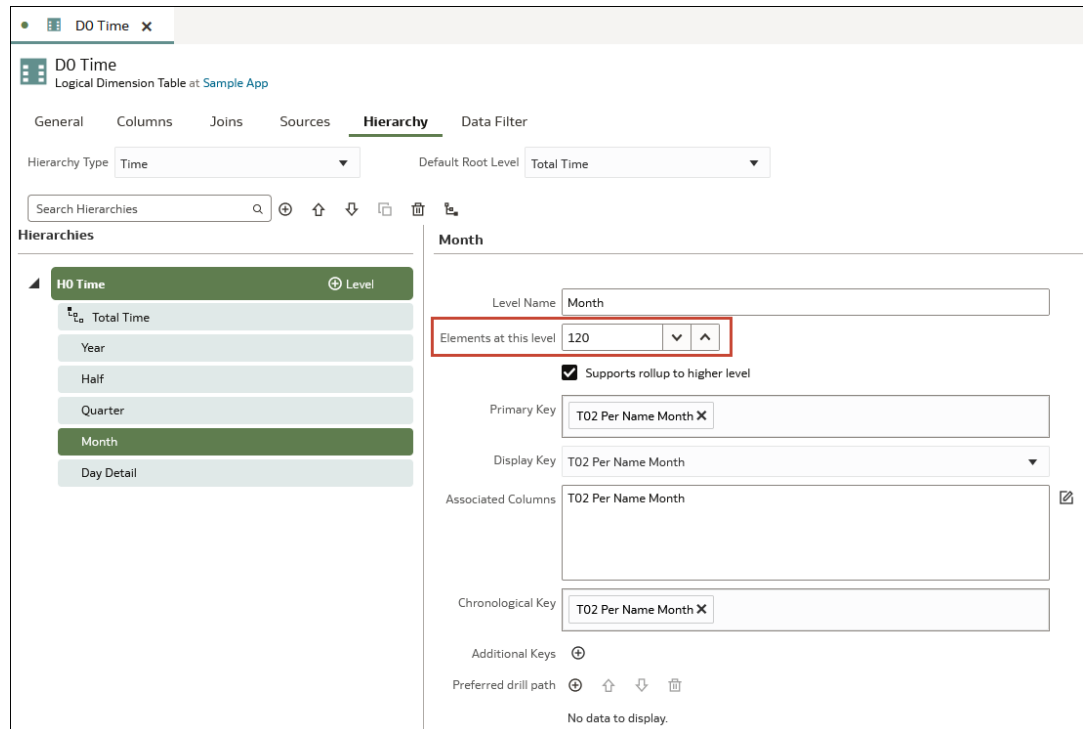 D0 Time
D0 Time
Logical Dimension Table at Sample App
General Columns Joins Sources Hierarchy Data Filter
Hierarchy Type Time Default Root Level Total Time
Search Hierarchies
Hierarchies
H0 Time Level
Total Time
Year
Half
Quarter
Month
Day Detail
Month
Level Name Month
Elements at this level 120
Supports rollup to higher level
Primary Key T02 Per Name Month
Display Key T02 Per Name Month
Associated Columns T02 Per Name Month
Chronological Key T02 Per Name Month
Additional Keys
Preferred drill path
No data to display.